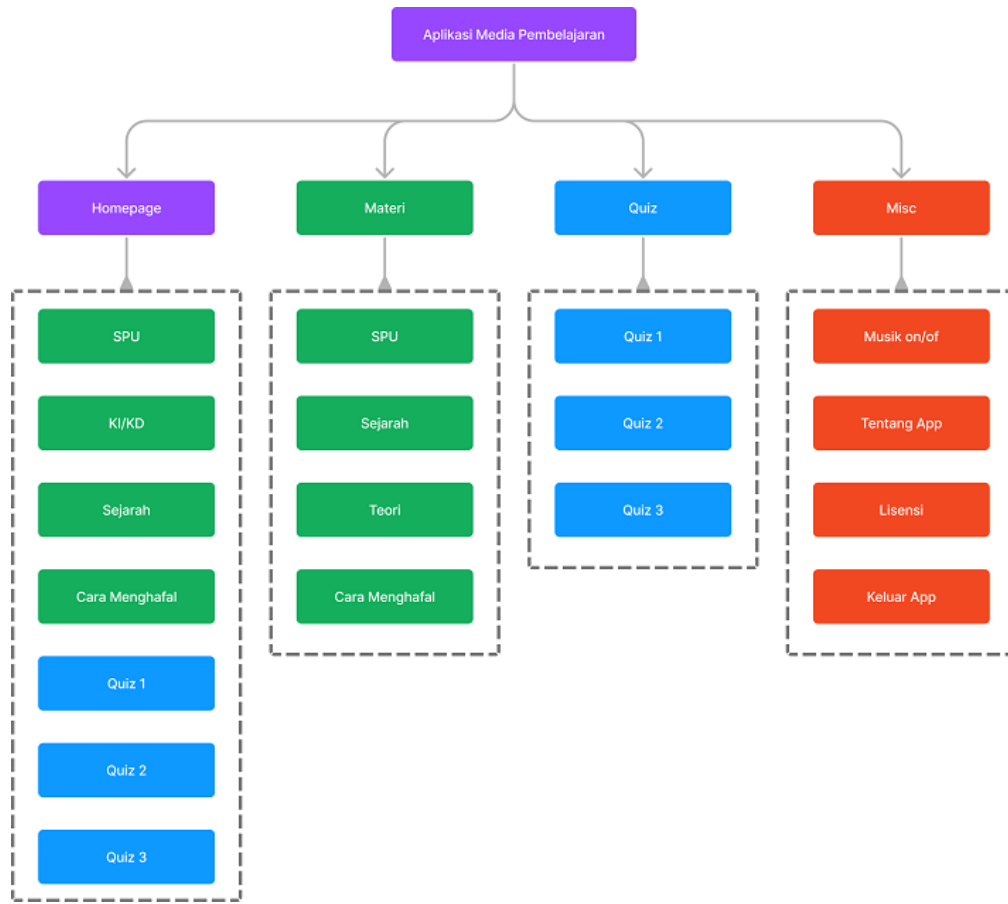 Aplikasi Media Pembelajaran
Homepage
Materi
Quiz
Misc
SPU
KI/KD
Sejarah
Cara Menghafal
Quiz 1
Quiz 2
Quiz 3
SPU
Sejarah
Teori
Cara Menghafal
Quiz 1
Quiz 2
Quiz 3
Musik on/of
Tentang App
Lisensi
Keluar App